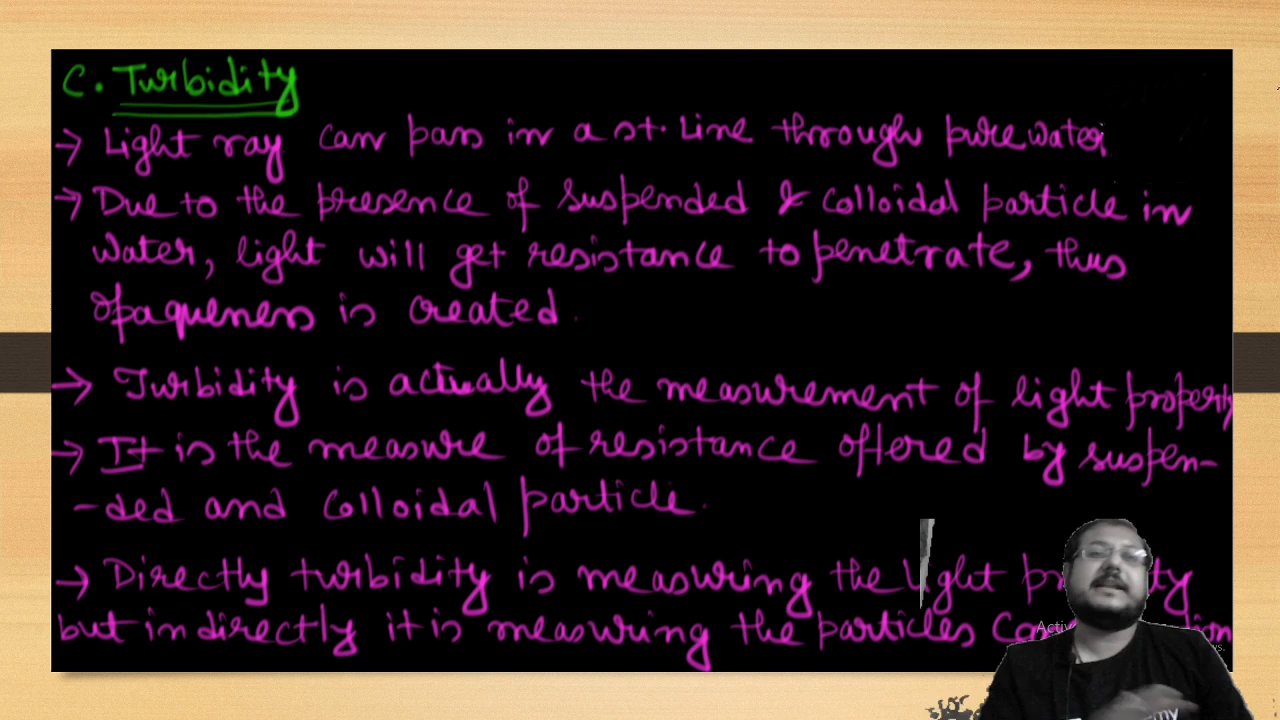 C. Turbidity
→ Light ray can pass in a st. Line through pure water
→ Due to the presence of suspended & colloidal particle in
water, light will get resistance to penetrate, thus
opaqueness is created.
→ Turbidity is actually the measurement of light property
→ It is the measure of resistance offered by suspen-
-ded and colloidal particle.
→ Directly turbidity is measuring the light
but indirectly it is measuring the particles